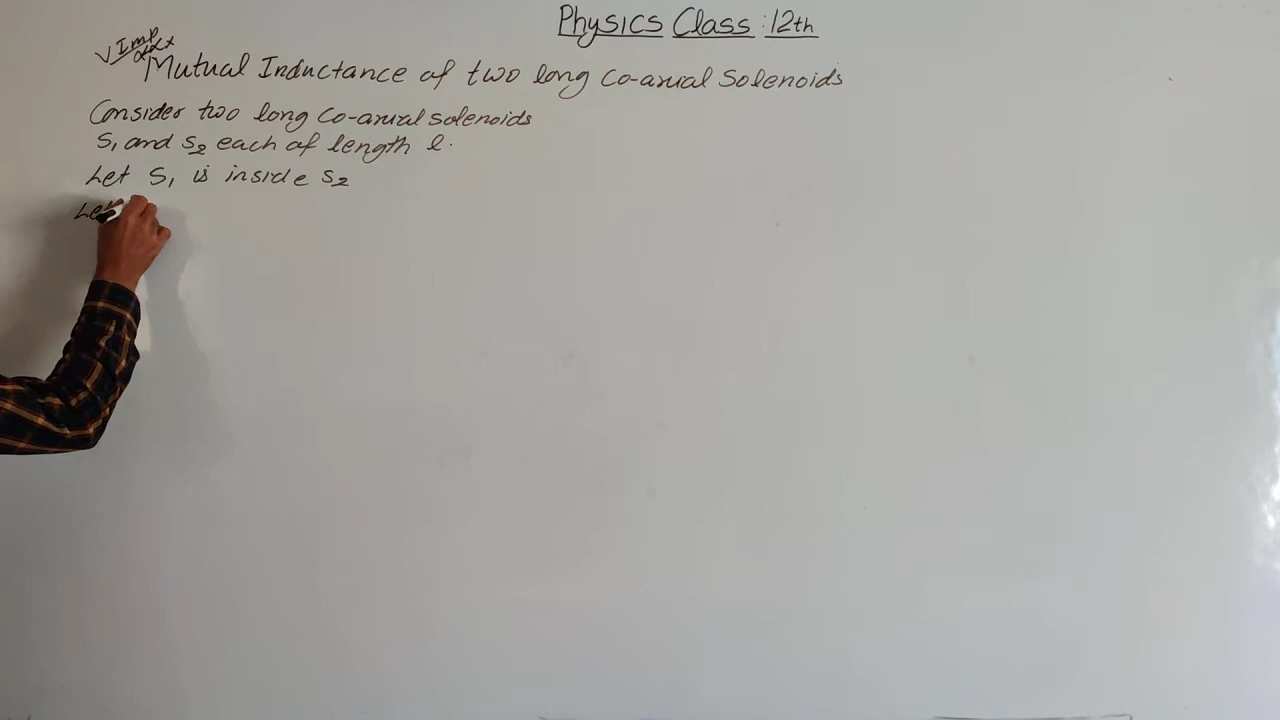 Physics Class : 12th
V Imp
Mutual Inductance of two long co-axial Solenoids
Consider two long co-axial solenoids
S₁ and S₂ each of length l.
Let S₁ is inside S₂
Let